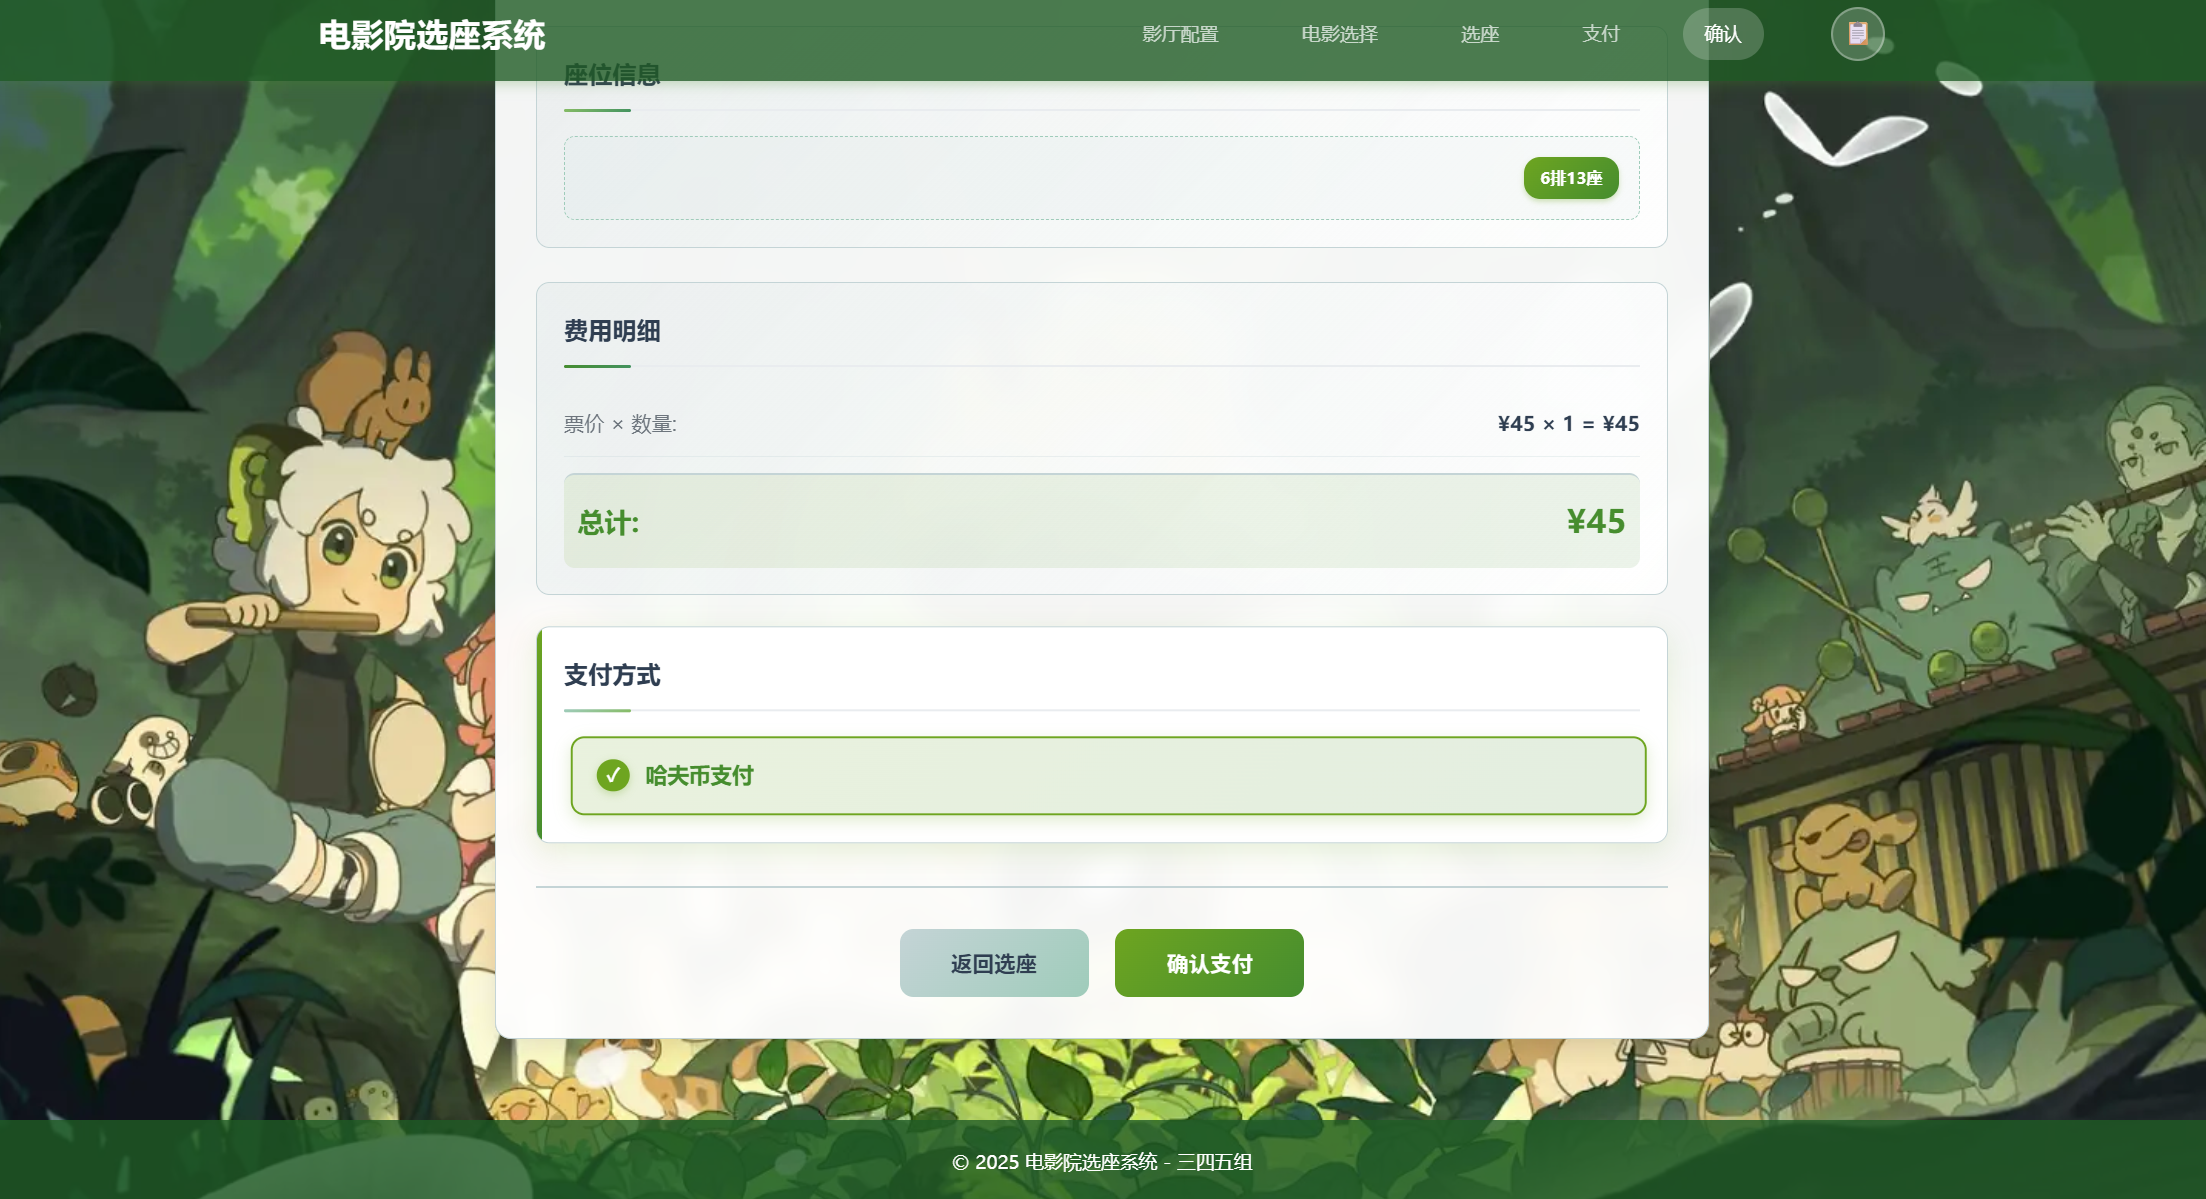 电影院选座系统
影厅配置
电影选择
选座
支付
确认
座位信息
6排13座
费用明细
票价 × 数量:
¥45 × 1 = ¥45
总计:
¥45
支付方式
哈夫币支付
返回选座
确认支付
© 2025 电影院选座系统 - 三四五组